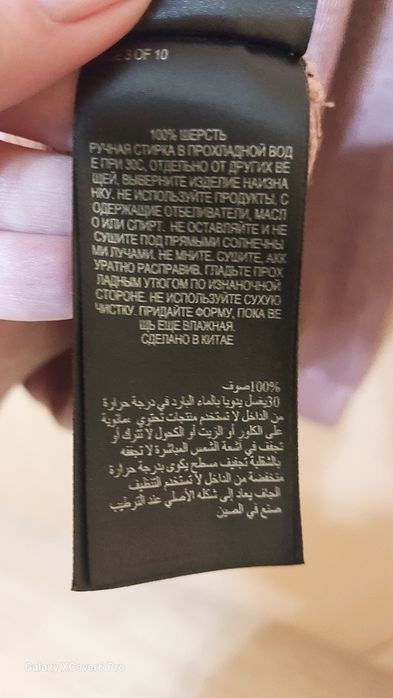 3 OF 10
100% ШЕРСТЬ
РУЧНАЯ СТИРКА В ПРОХЛАДНОЙ ВОД
Е ПРИ 30С, ОТДЕЛЬНО ОТ ДРУГИХ ВЕ
ЩЕЙ, ВЫВЕРНИТЕ ИЗДЕЛИЕ НАИЗНА
НКУ. НЕ ИСПОЛЬЗУЙТЕ ПРОДУКТЫ, С
ОДЕРЖАЩИЕ ОТБЕЛИВАТЕЛИ, МАСЛ
О ИЛИ СПИРТ. НЕ ОСТАВЛЯЙТЕ И НЕ
СУШИТЕ ПОД ПРЯМЫМИ СОЛНЕЧНЫ
МИ ЛУЧАМИ. НЕ МНИТЕ. СУШИТЕ, АКК
УРАТНО РАСПРАВИВ. ГЛАДЬТЕ ПРОХ
ЛАДНЫМ УТЮГОМ ПО ИЗНАНОЧНОЙ
СТОРОНЕ. НЕ ИСПОЛЬЗУЙТЕ СУХУЮ
ЧИСТКУ. ПРИДАЙТЕ ФОРМУ, ПОКА ВЕ
ЩЬ ЕЩЕ ВЛАЖНАЯ.
СДЕЛАНО В КИТАЕ
100%صوف
30يغسل يدويا بالماء البارد في درجة حرارة
من الداخل لا تستخدم منتجات تحتوي
على الكلور أو الزيت أو الكحول لا تترك أو
تجفف في أشعة الشمس المباشرة لا تجففه
بالشقلبة تجفيف مسطح يكوى بدرجة حرارة
منخفضة من الداخل لا تستخدم التنظيف
الجاف يعاد إلى شكله الأصلي عند الترطيب
صنع في الصين
Galaxy XCover6 Pro